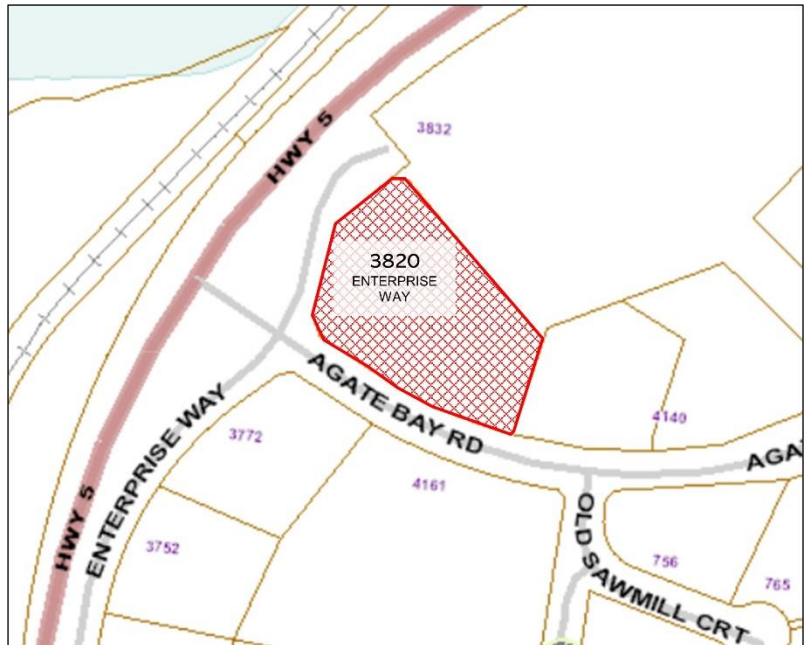 HWY 5
3832
3820
ENTERPRISE
WAY
AGATE BAY RD
4140
ENTERPRISE WAY
3772
4161
AGA
HWY 5
3752
OLD SAWMILL CRT
756
765